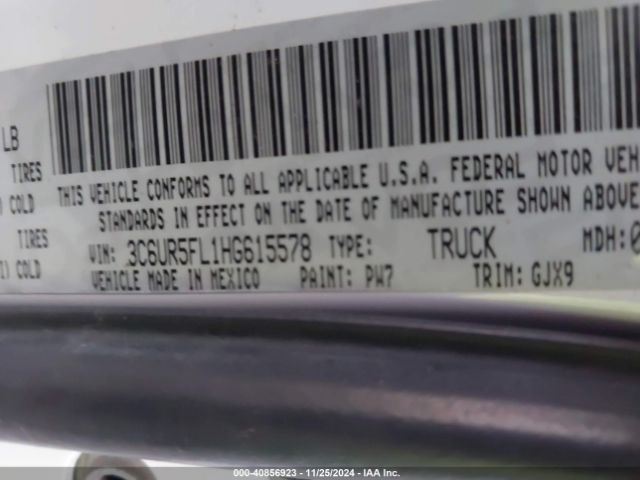 LB
TIRES
COLD
THIS VEHICLE CONFORMS TO ALL APPLICABLE U.S.A. FEDERAL MOTOR VEH
STANDARDS IN EFFECT ON THE DATE OF MANUFACTURE SHOWN ABOVE
TIRES
COLD
VIN: 3C6UR5FL1HG615578 TYPE: TRUCK MDH:0
VEHICLE MADE IN MEXICO PAINT: PW7 TRIM: GJX9
000-40856923 - 11/25/2024 - IAA Inc.